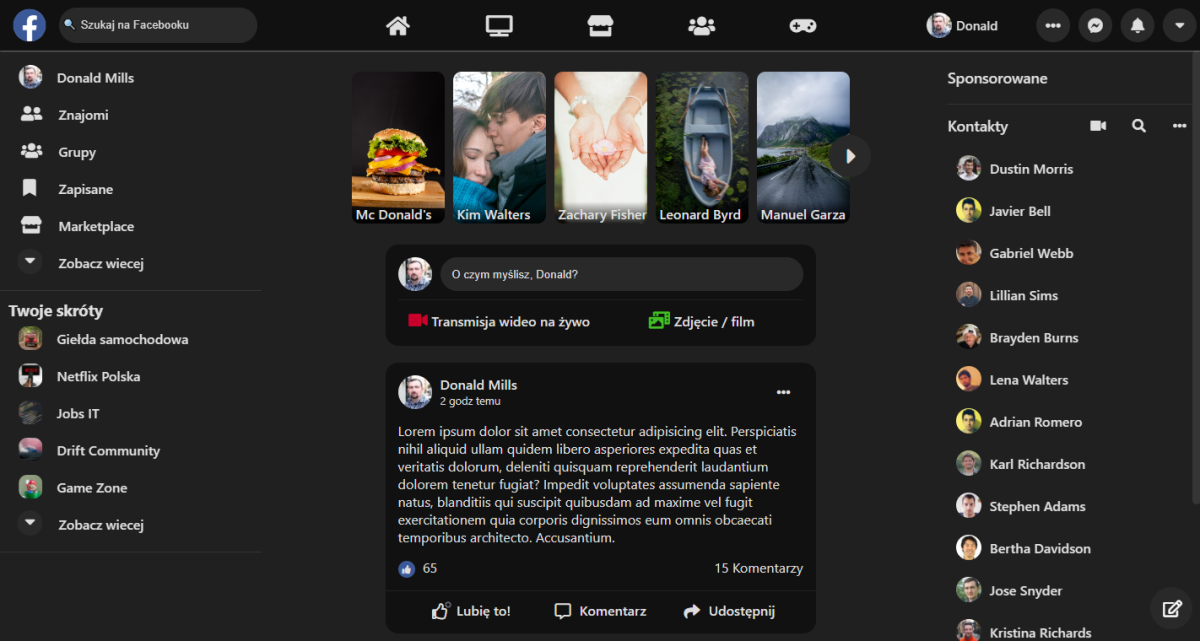 Szukaj na Facebooku
Donald
Donald Mills
Znajomi
Grupy
Zapisane
Marketplace
Zobacz wiecej
Twoje skróty
Giełda samochodowa
Netflix Polska
Jobs IT
Drift Community
Game Zone
Zobacz wiecej
Mc Donald's
Kim Walters
Zachary Fisher
Leonard Byrd
Manuel Garza
O czym myślisz, Donald?
Transmisja wideo na żywo
Zdjęcie / film
Donald Mills
2 godz temu
Lorem ipsum dolor sit amet consectetur adipisicing elit. Perspiciatis
nihil aliquid ullam quidem libero asperiores expedita quas et
veritatis dolorum, deleniti quisquam reprehenderit laudantium
dolorem tenetur fugiat? Impedit voluptates assumenda sapiente
natus, blanditiis qui suscipit quibusdam ad maxime vel fugit
exercitationem quia corporis dignissimos eum omnis obcaecati
temporibus architecto. Accusantium.
65
15 Komentarzy
Lubię to!
Komentarz
Udostępnij
Sponsorowane
Kontakty
Dustin Morris
Javier Bell
Gabriel Webb
Lillian Sims
Brayden Burns
Lena Walters
Adrian Romero
Karl Richardson
Stephen Adams
Bertha Davidson
Jose Snyder
Kristina Richards